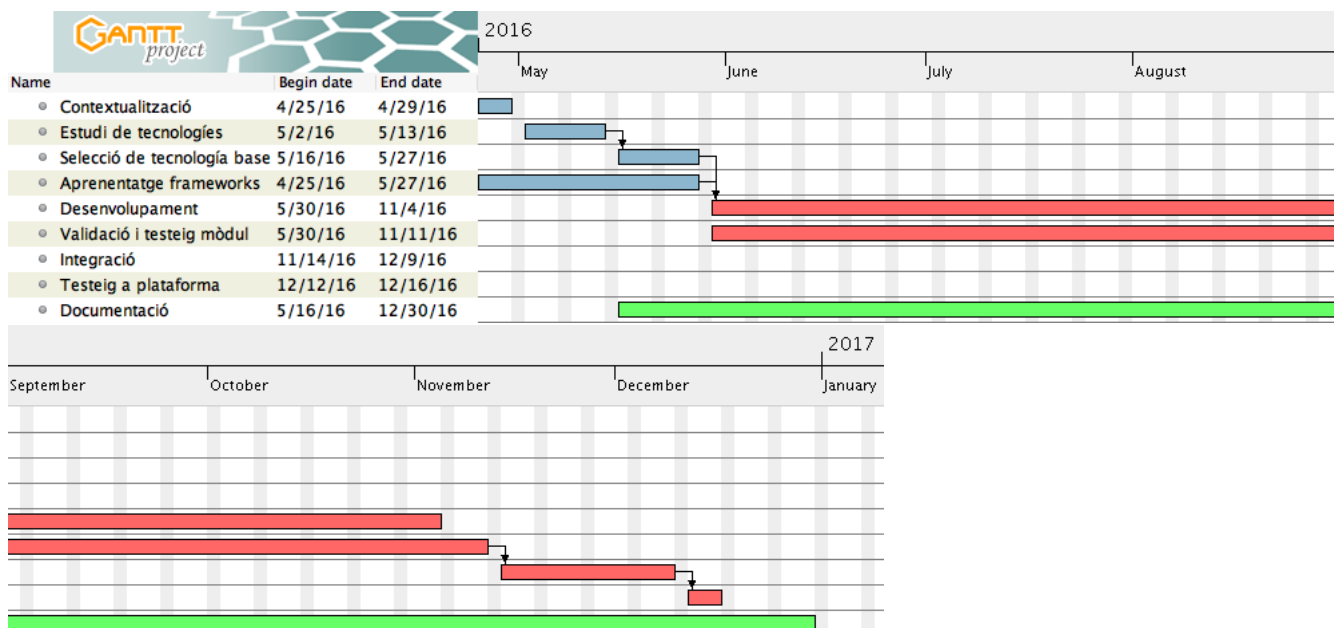 GANTT
project
2016
May June July August
Name Begin date End date
Contextualització 4/25/16 4/29/16
Estudi de tecnologíes 5/2/16 5/13/16
Selecció de tecnología base 5/16/16 5/27/16
Aprenentatge frameworks 4/25/16 5/27/16
Desenvolupament 5/30/16 11/4/16
Validació i testeig mòdul 5/30/16 11/11/16
Integració 11/14/16 12/9/16
Testeig a plataforma 12/12/16 12/16/16
Documentació 5/16/16 12/30/16
2017
September October November December January